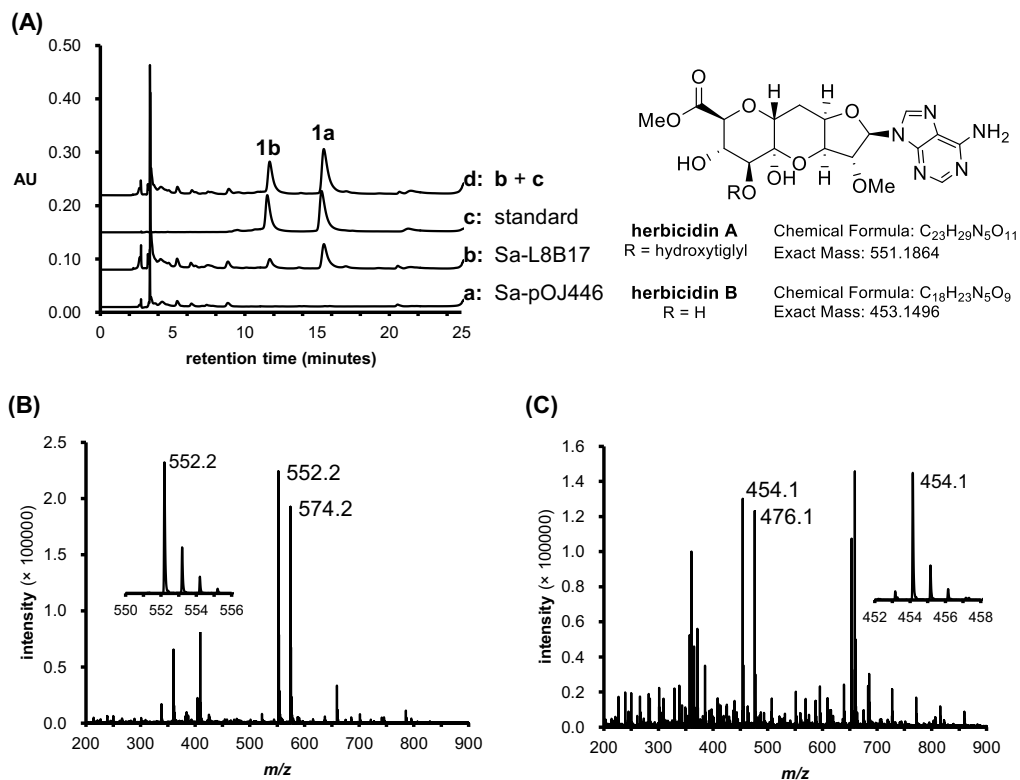 (A)
0.50
0.40
0.30
AU
0.20
0.10
0.00
0 5 10 15 20 25
retention time (minutes)
1b
1a
d: b + c
c: standard
b: Sa-L8B17
a: Sa-pOJ446
O
MeO
H
O
H
O
N
N
NH₂
N
N
HO
RO
OH
O
H
OMe
herbicidin A
R = hydroxytiglyl
Chemical Formula: C₂₃H₂₉N₅O₁₁
Exact Mass: 551.1864
herbicidin B
R = H
Chemical Formula: C₁₈H₂₃N₅O₉
Exact Mass: 453.1496
(B)
2.5
2.0
1.5
1.0
0.5
0.0
intensity (× 100000)
552.2
550 552 554 556
552.2
574.2
200 300 400 500 600 700 800 900
m/z
(C)
1.6
1.4
1.2
1.0
0.8
0.6
0.4
0.2
0.0
intensity (× 100000)
454.1
476.1
454.1
452 454 456 458
200 300 400 500 600 700 800 900
m/z